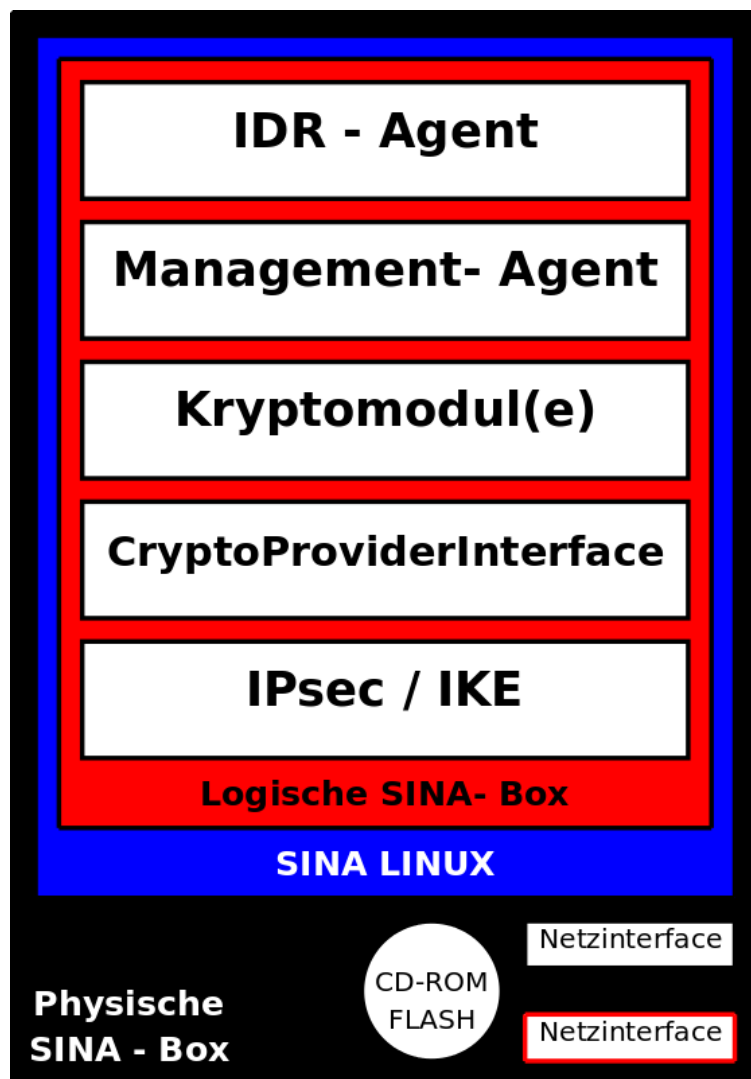 IDR - Agent
Management- Agent
Kryptomodul(e)
CryptoProviderInterface
IPsec / IKE
Logische SINA- Box
SINA LINUX
Netzinterface
CD-ROM
FLASH
Physische
SINA - Box
Netzinterface